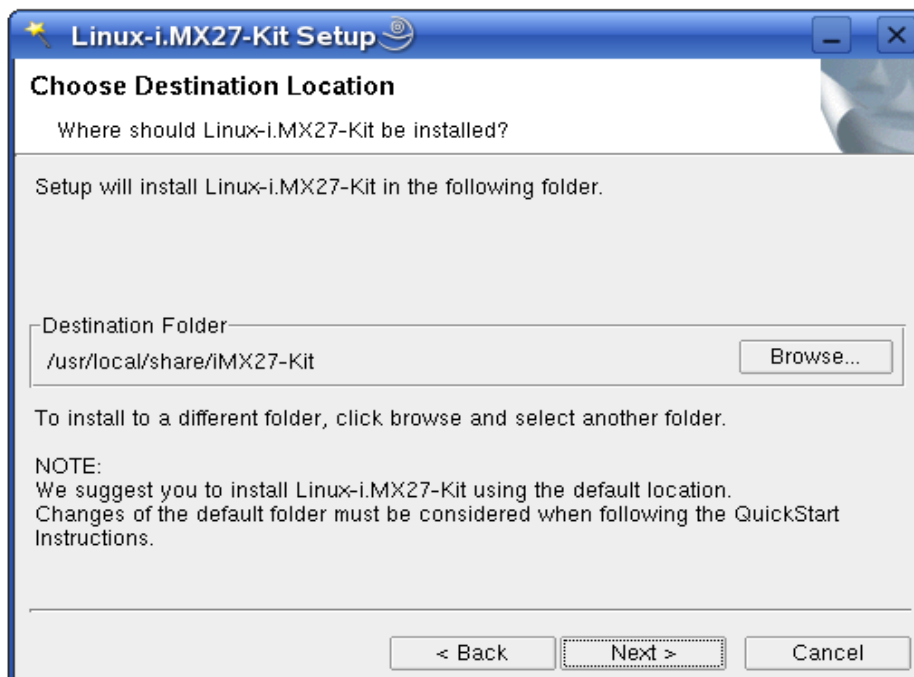 Linux-i.MX27-Kit Setup
Choose Destination Location
Where should Linux-i.MX27-Kit be installed?
Setup will install Linux-i.MX27-Kit in the following folder.
Destination Folder
/usr/local/share/iMX27-Kit
Browse...
To install to a different folder, click browse and select another folder.
NOTE:
We suggest you to install Linux-i.MX27-Kit using the default location.
Changes of the default folder must be considered when following the QuickStart
Instructions.
< Back
Next >
Cancel